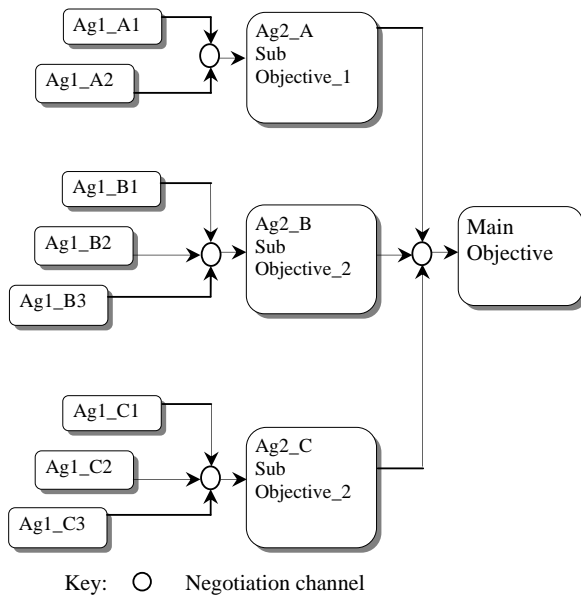 Ag1_A1
Ag1_A2
Ag2_A
Sub
Objective_1
Ag1_B1
Ag1_B2
Ag1_B3
Ag2_B
Sub
Objective_2
Main
Objective
Ag1_C1
Ag1_C2
Ag1_C3
Ag2_C
Sub
Objective_2
Key: Negotiation channel